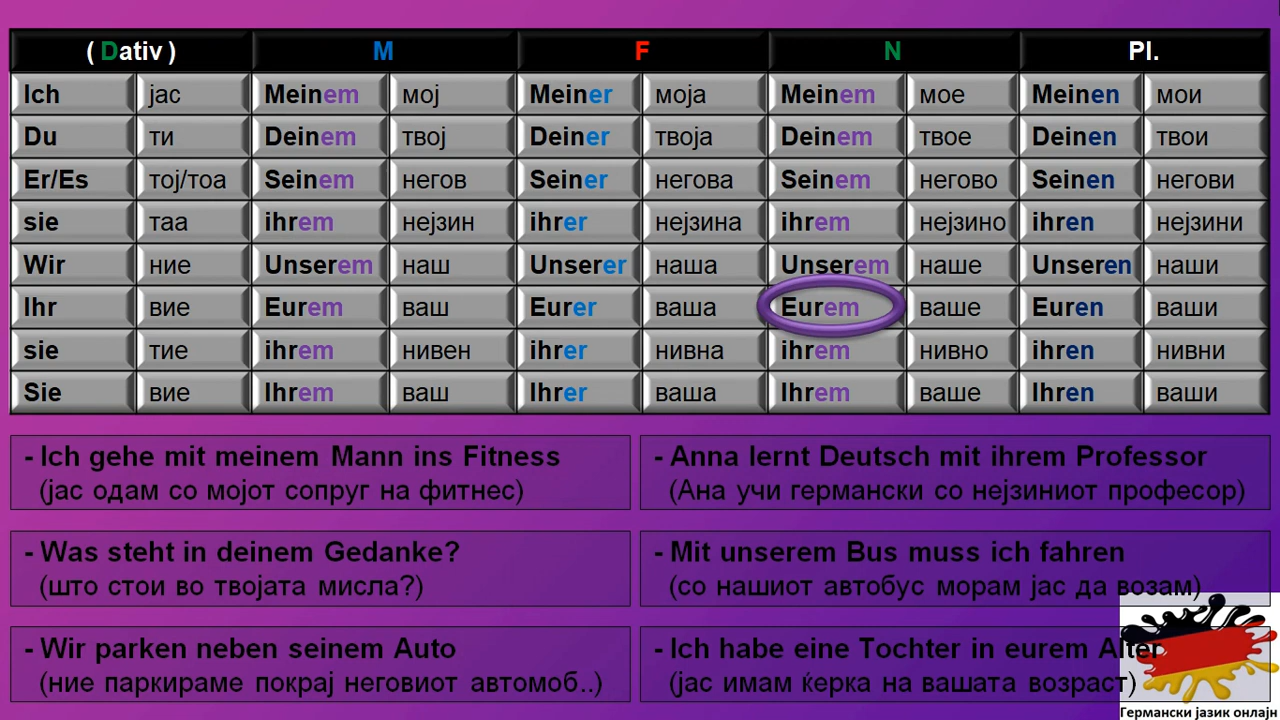 ( Dativ ) M F N Pl.
Ich јас Meinem мој Meiner моја Meinem мое Meinen мои
Du ти Deinem твој Deiner твоја Deinem твое Deinen твои
Er/Es тој/тоа Seinem негов Seiner негова Seinem негово Seinen негови
sie таа ihrem нејзин ihrer нејзина ihrem нејзино ihren нејзини
Wir ние Unserem наш Unserer наша Unserem наше Unseren наши
Ihr вие Eurem ваш Eurer ваша Eurem ваше Euren ваши
sie тие ihrem нивен ihrer нивна ihrem нивно ihren нивни
Sie вие Ihrem ваш Ihrer ваша Ihrem ваше Ihren ваши
- Ich gehe mit meinem Mann ins Fitness
(јас одам со мојот сопруг на фитнес)
- Anna lernt Deutsch mit ihrem Professor
(Ана учи германски со нејзиниот професор)
- Was steht in deinem Gedanke?
(што стои во твојата мисла?)
- Mit unserem Bus muss ich fahren
(со нашиот автобус морам јас да возам)
- Wir parken neben seinem Auto
(ние паркираме покрај неговиот автомоб..)
- Ich habe eine Tochter in eurem Alter
(јас имам ќерка на вашата возраст)
Германски јазик онлајн